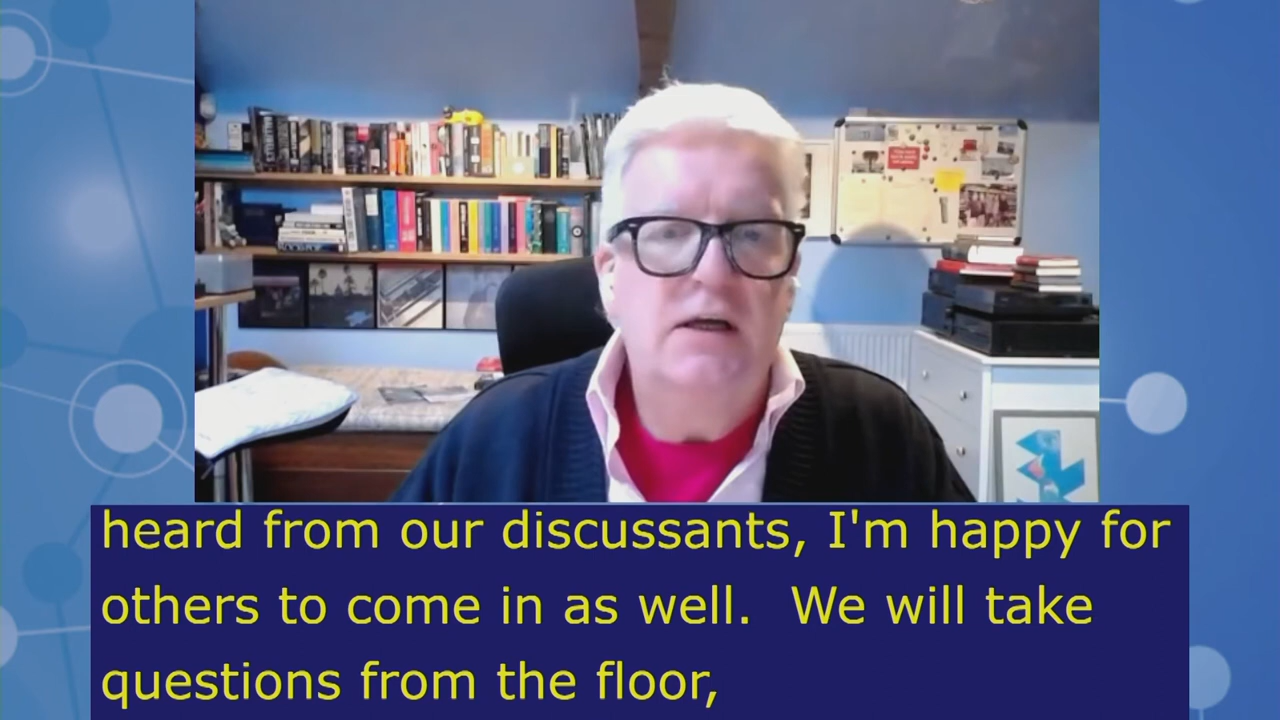 heard from our discussants, I'm happy for
others to come in as well.  We will take
questions from the floor,